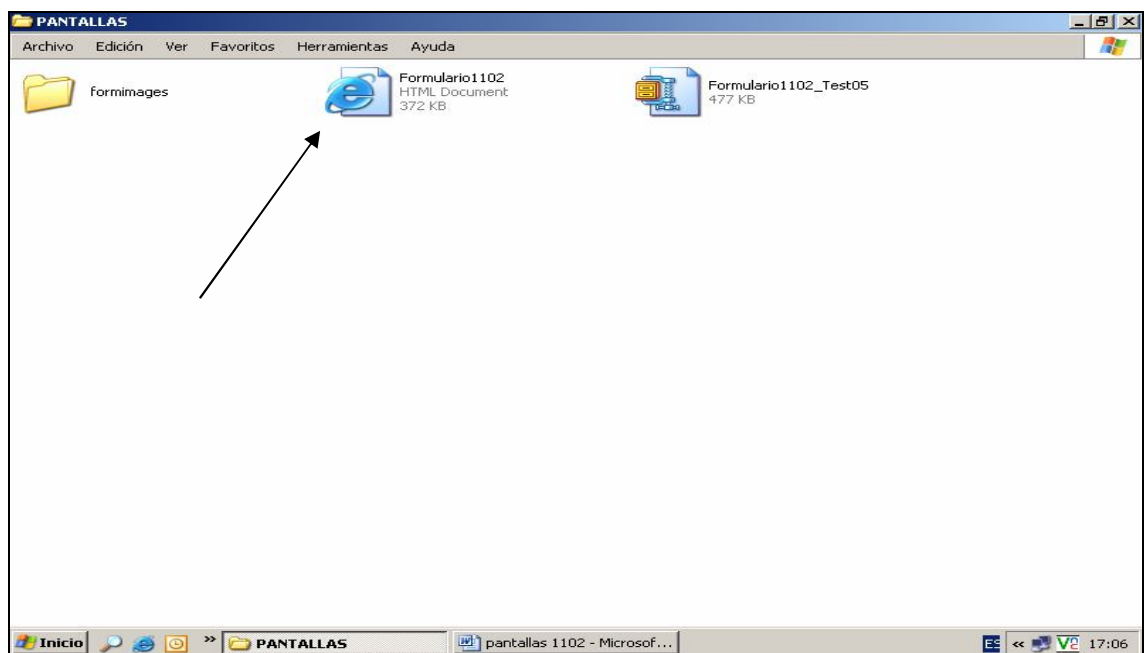 PANTALLAS
Archivo Edición Ver Favoritos Herramientas Ayuda
formimages
Formulario1102
HTML Document
372 KB
Formulario1102_Test05
477 KB
Inicio » PANTALLAS pantallas 1102 - Microsof... ES « 17:06